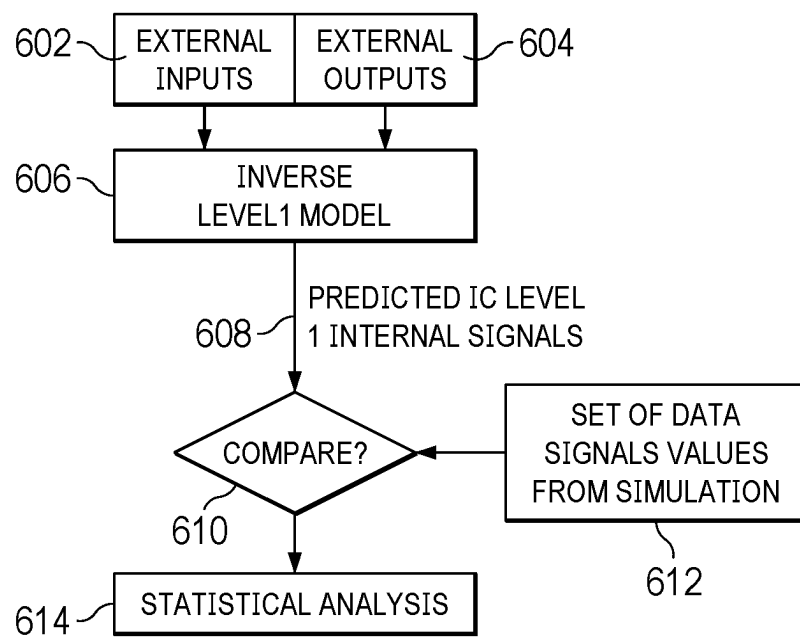 602
EXTERNAL
INPUTS
EXTERNAL
OUTPUTS
604
606
INVERSE
LEVEL1 MODEL
608
PREDICTED IC LEVEL
1 INTERNAL SIGNALS
COMPARE?
610
SET OF DATA
SIGNALS VALUES
FROM SIMULATION
612
614
STATISTICAL ANALYSIS